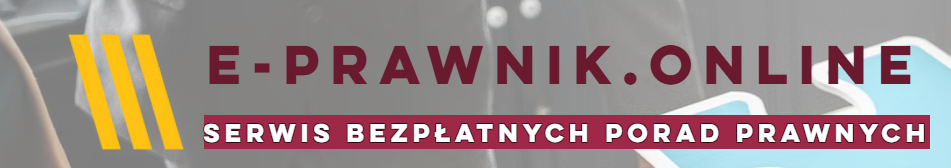 E-PRAWNIK.ONLINE
SERWIS BEZPŁATNYCH PORAD PRAWNYCH